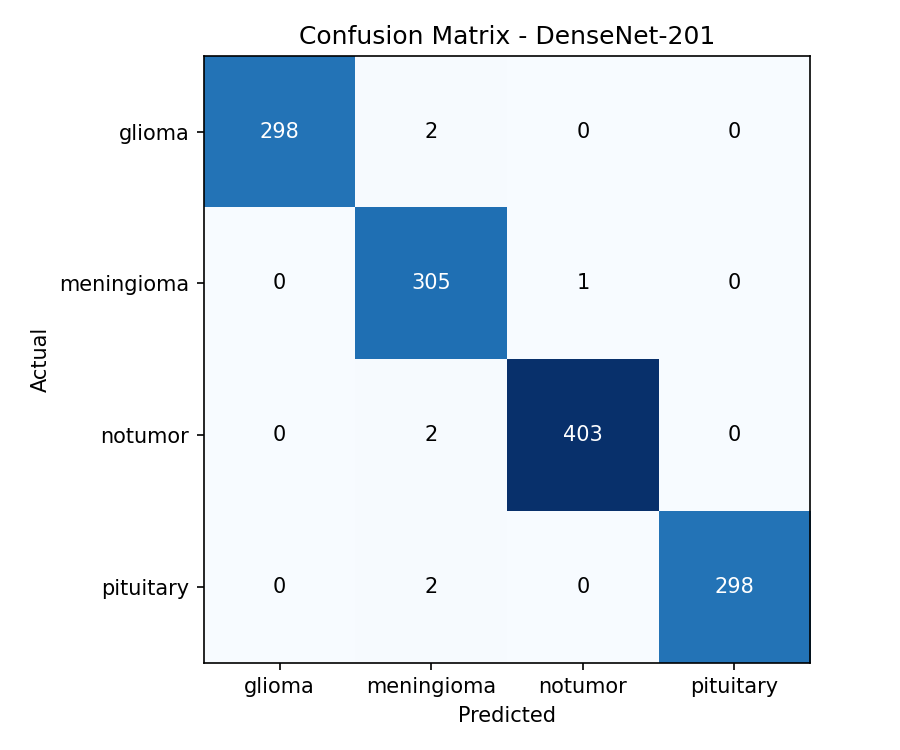 Confusion Matrix - DenseNet-201
glioma 298 2 0 0
meningioma 0 305 1 0
Actual
notumor 0 2 403 0
pituitary 0 2 0 298
glioma meningioma notumor pituitary
Predicted